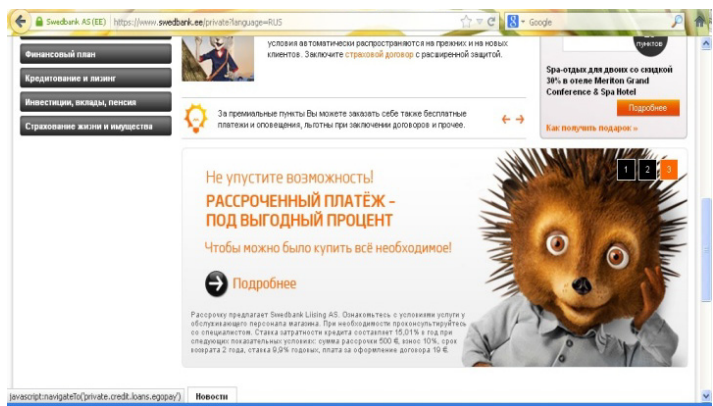 Swedbank AS (EE)
https://www.swedbank.ee/private?language=RUS
Google
Финансовый план
Кредитование и лизинг
Инвестиции, вклады, пенсия
Страхование жизни и имущества
условия автоматически распространяются на прежних и на новых
клиентов. Заключите страховой договор с расширенной защитой.
За премиальные пункты Вы можете заказать себе также бесплатные
платежи и оповещения, льготны при заключении договоров и прочее.
пунктов
Spa-отдых для двоих со скидкой
30% в отеле Meriton Grand
Conference & Spa Hotel
Подробнее
Как получить подарок »
1 2 3
Не упустите возможность!
РАССРОЧЕННЫЙ ПЛАТЁЖ –
ПОД ВЫГОДНЫЙ ПРОЦЕНТ
Чтобы можно было купить всё необходимое!
Подробнее
Рассрочку предлагает Swedbank Liising AS. Ознакомьтесь с условиями услуги у
обслуживающего персонала магазина. При необходимости проконсультируйтесь
со специалистом. Ставка затратности кредита составляет 15,01% в год при
следующих показательных условиях: сумма рассрочки 500 €, взнос 10%, срок
возврата 2 года, ставка 9,9% годовых, плата за оформление договора 19 €.
javascript:navigateTo('private.credit.loans.egopay')
Новости